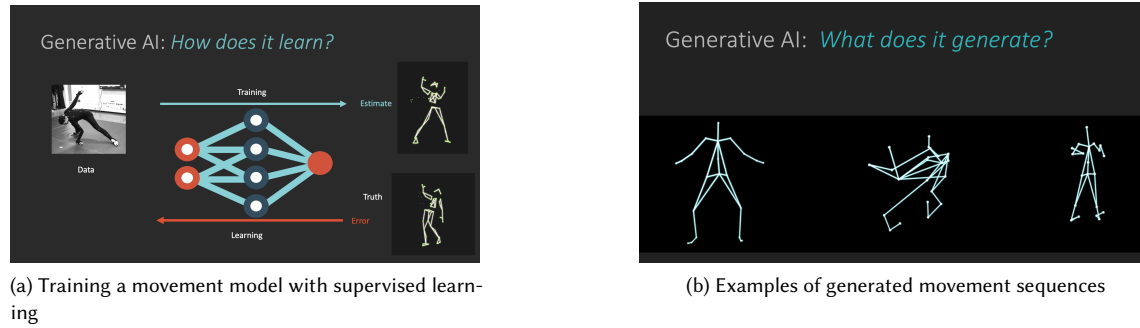 Generative AI: How does it learn?
Training
Estimate
Data
Truth
Error
Learning
(a) Training a movement model with supervised learn-
ing
Generative AI: What does it generate?
(b) Examples of generated movement sequences